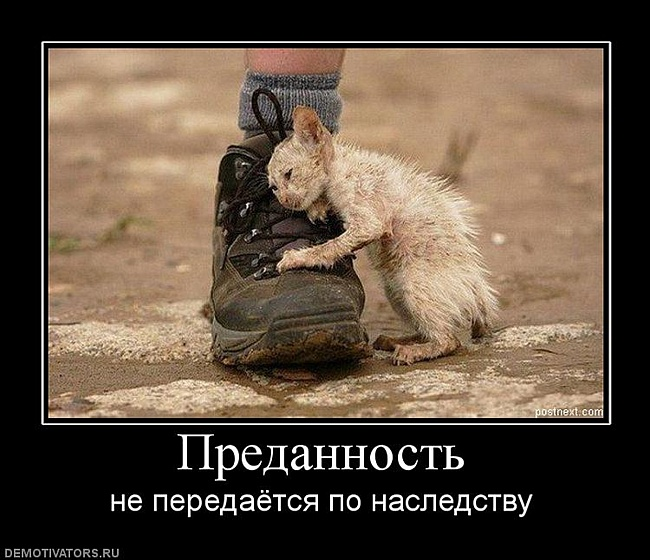 postnext.com
Преданность
не передаётся по наследству
DEMOTIVATORS.RU